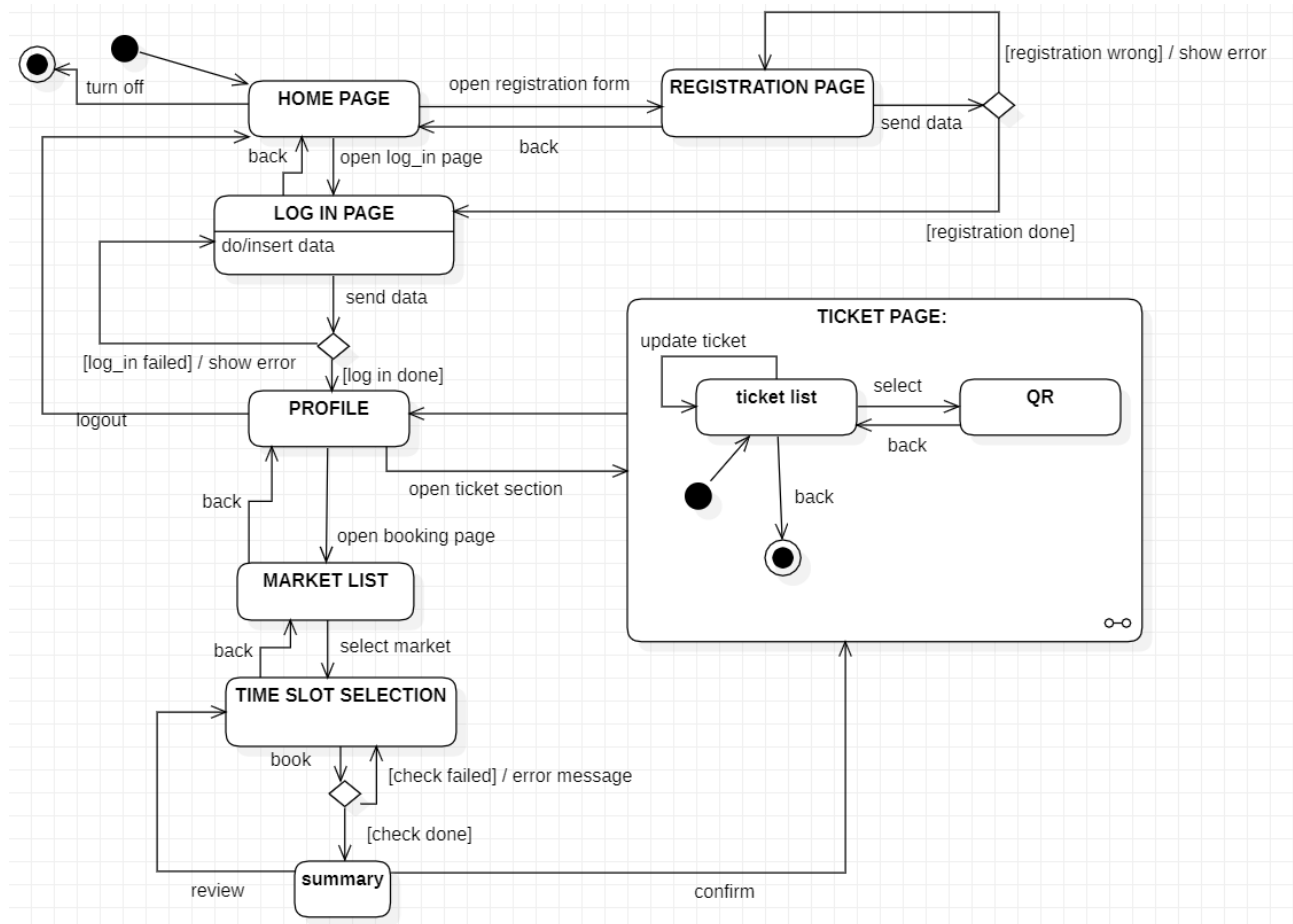 [registration wrong] / show error
turn off
HOME PAGE
open registration form
REGISTRATION PAGE
send data
back
open log_in page
back
LOG IN PAGE
do/insert data
[registration done]
send data
[log_in failed] / show error
[log in done]
PROFILE
logout
TICKET PAGE:
update ticket
ticket list
select
QR
back
back
open ticket section
back
open booking page
MARKET LIST
back
select market
TIME SLOT SELECTION
book
[check failed] / error message
[check done]
summary
review
confirm